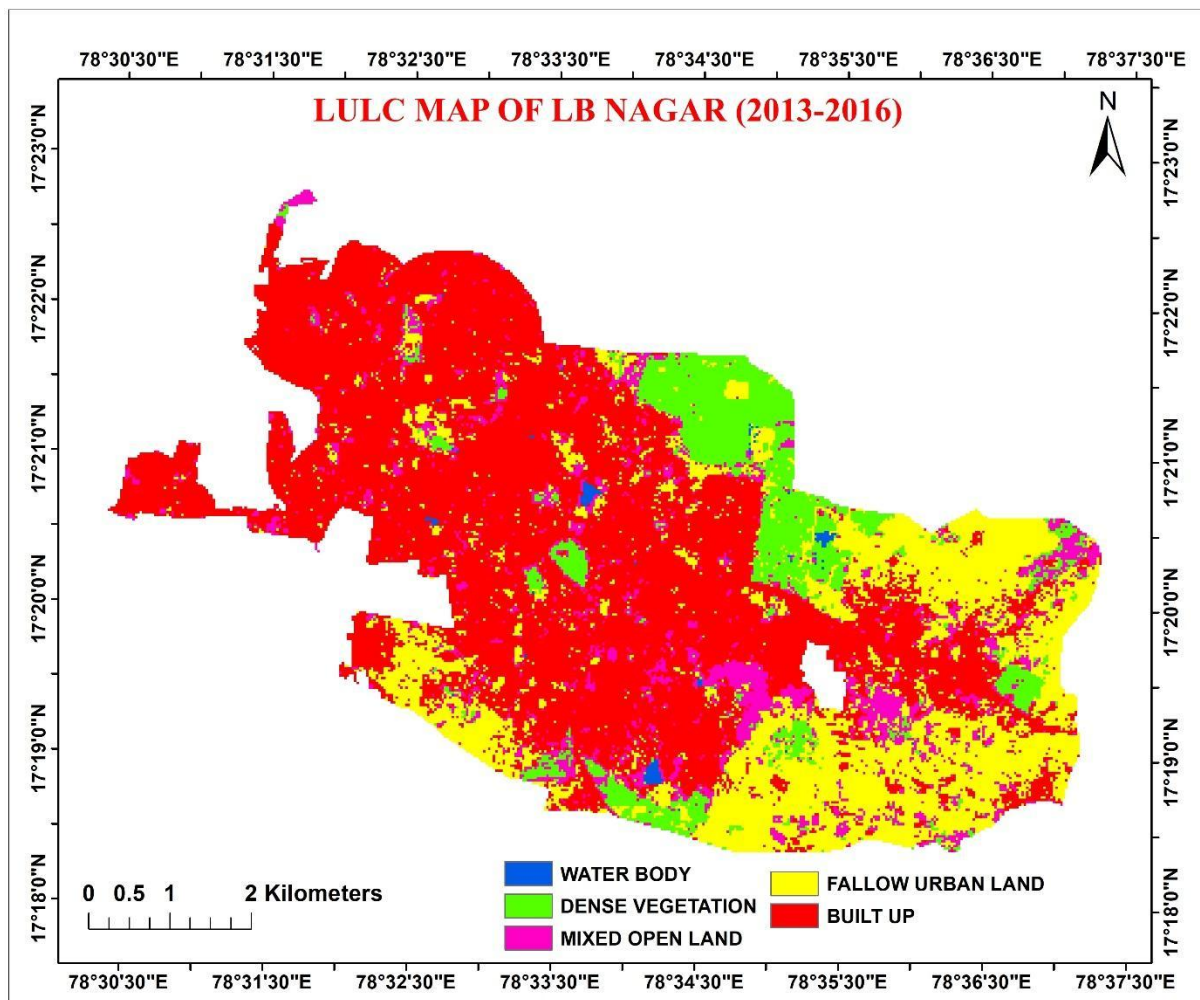 78°30'30"E 78°31'30"E 78°32'30"E 78°33'30"E 78°34'30"E 78°35'30"E 78°36'30"E 78°37'30"E
LULC MAP OF LB NAGAR (2013-2016)
N
17°23'0"N 17°23'0"N
17°22'0"N 17°22'0"N
17°21'0"N 17°21'0"N
17°20'0"N 17°20'0"N
17°19'0"N 17°19'0"N
17°18'0"N 17°18'0"N
WATER BODY
DENSE VEGETATION
MIXED OPEN LAND
FALLOW URBAN LAND
BUILT UP
0 0.5 1 2 Kilometers
78°30'30"E 78°31'30"E 78°32'30"E 78°33'30"E 78°34'30"E 78°35'30"E 78°36'30"E 78°37'30"E